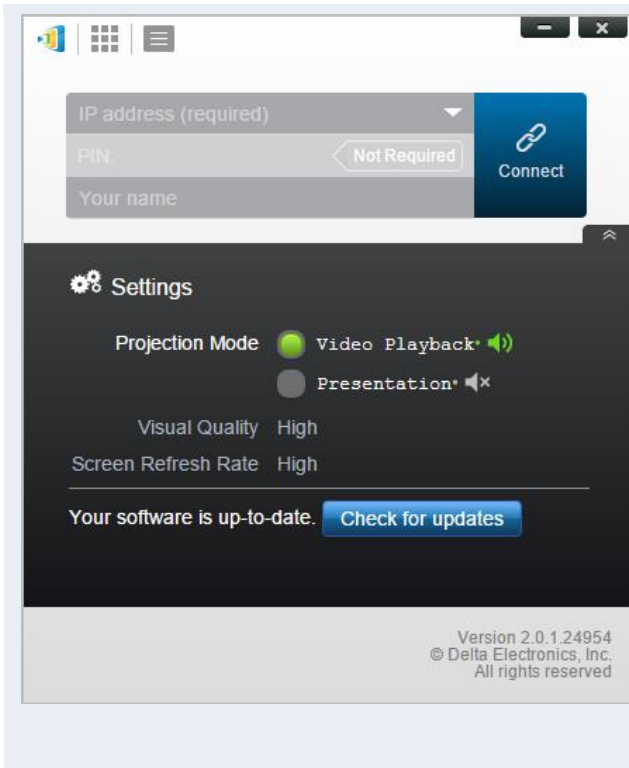 IP address (required)
PIN:
Not Required
Your name
Connect
Settings
Projection Mode
Video Playback
Presentation
Visual Quality High
Screen Refresh Rate High
Your software is up-to-date. Check for updates
Version 2.0.1.24954
© Delta Electronics, Inc.
All rights reserved